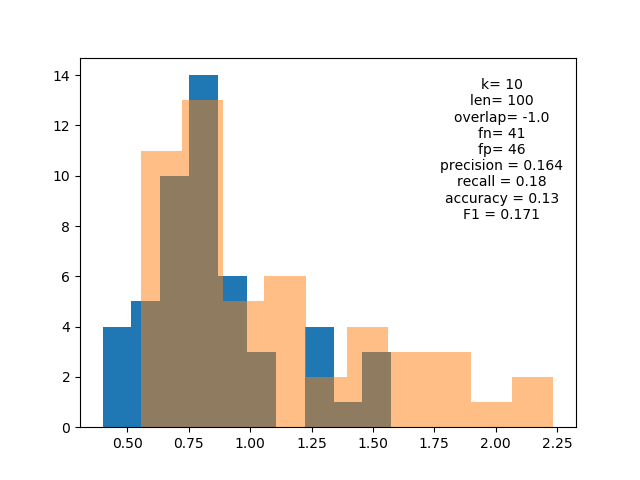 k= 10
len= 100
overlap= -1.0
fn= 41
fp= 46
precision = 0.164
recall = 0.18
accuracy = 0.13
F1 = 0.171
14
12
10
8
6
4
2
0
0.50 0.75 1.00 1.25 1.50 1.75 2.00 2.25